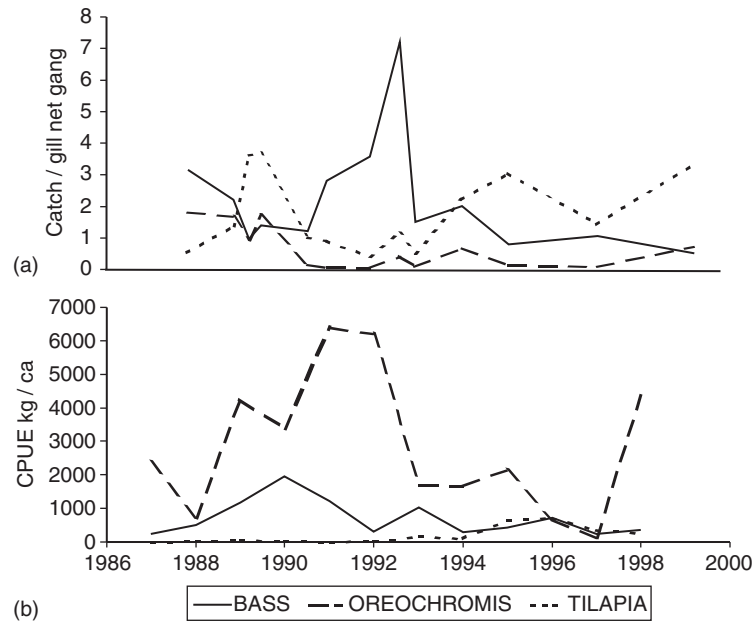 8
7
6
5
4
3
2
1
0
Catch / gill net gang
(a)
7000
6000
5000
4000
3000
2000
1000
0
CPUE kg / ca
1986 1988 1990 1992 1994 1996 1998 2000
(b)
BASS OREOCHROMIS TILAPIA